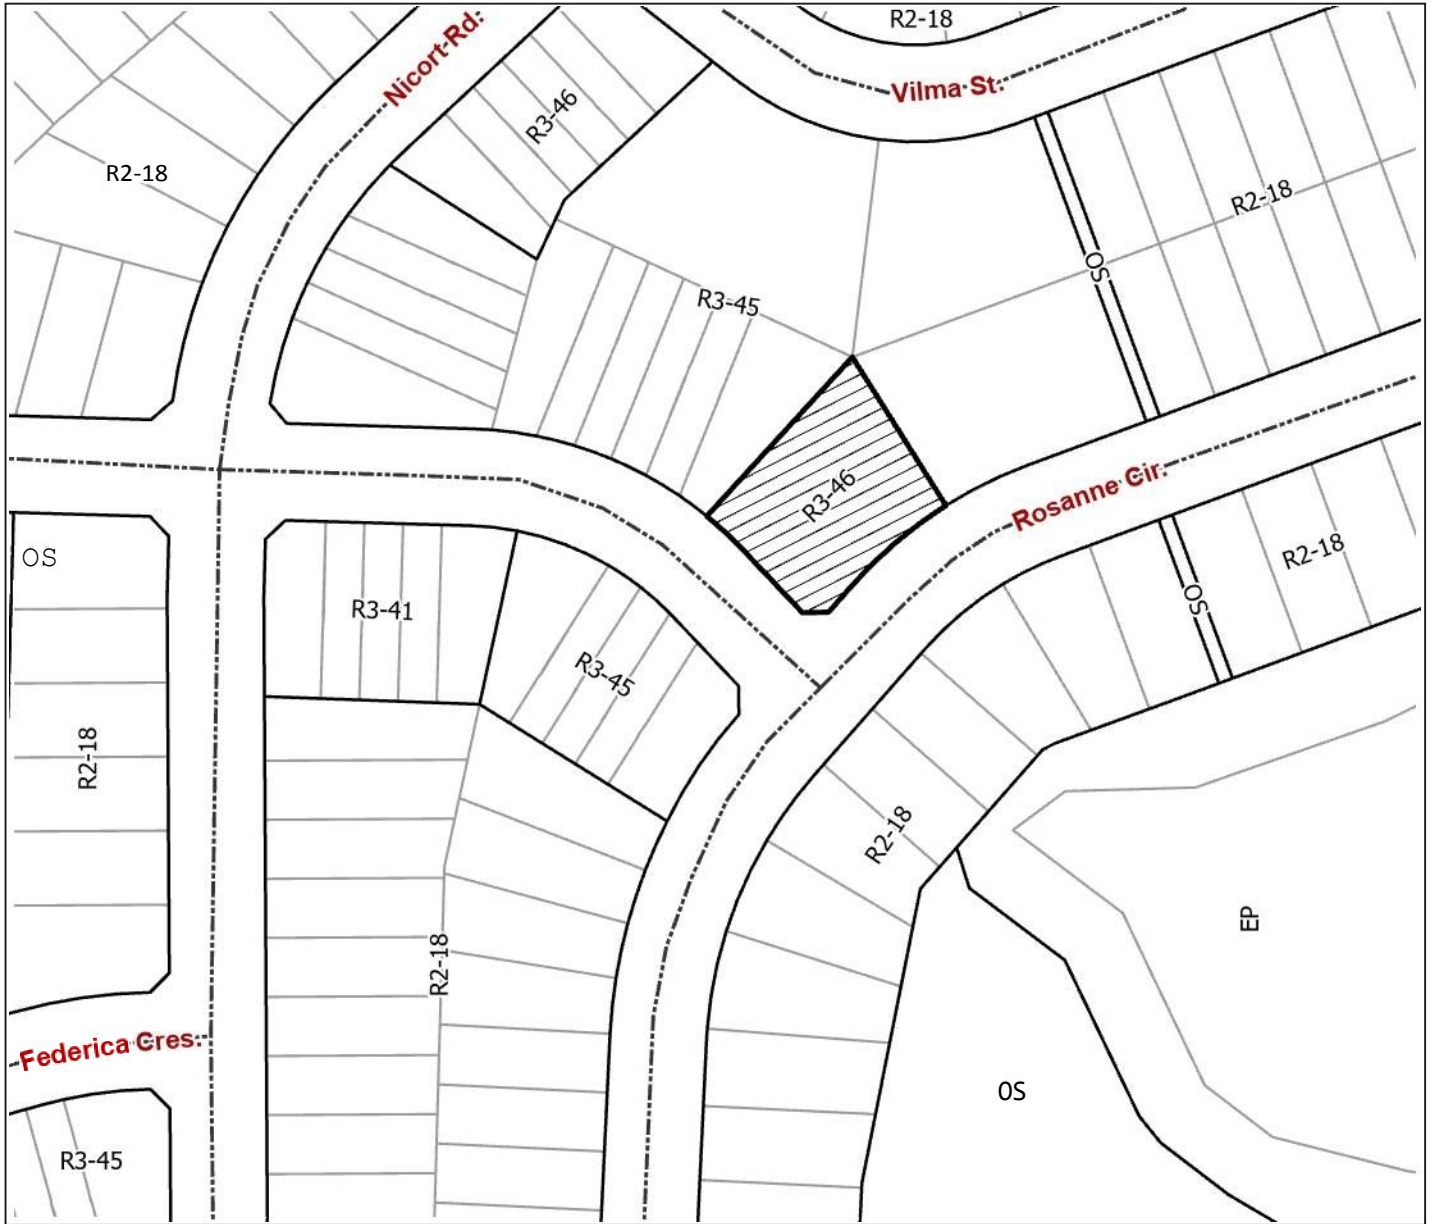 R2-18
Nicort Rd.
Vilma St.
R3-46
R2-18
R2-18
OS
R3-45
R3-46
Rosanne Cir.
OS
R2-18
OS
R3-41
R3-45
R2-18
R2-18
EP
R2-18
Federica Cres.
OS
R3-45